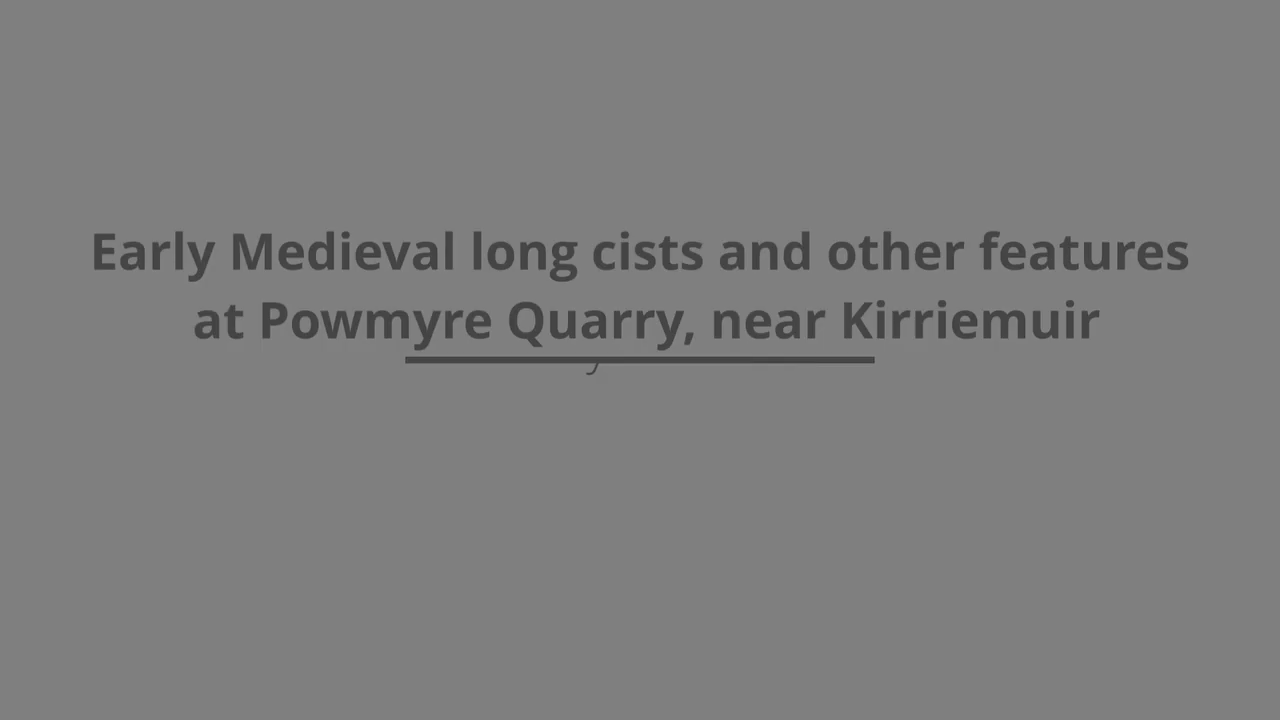 Early Medieval long cists and other features
at Powmyre Quarry, near Kirriemuir